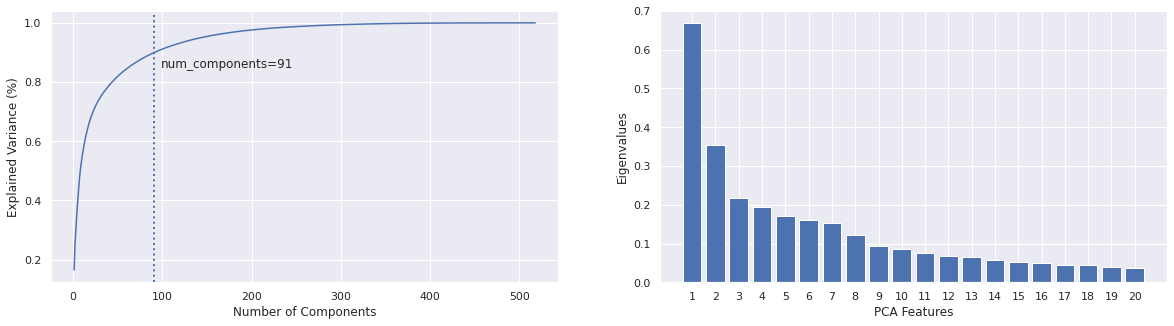 1.0
0.8
0.6
0.4
0.2
Explained Variance (%)
num_components=91
0 100 200 300 400 500
Number of Components
0.7
0.6
0.5
0.4
0.3
0.2
0.1
0.0
Eigenvalues
1 2 3 4 5 6 7 8 9 10 11 12 13 14 15 16 17 18 19 20
PCA Features